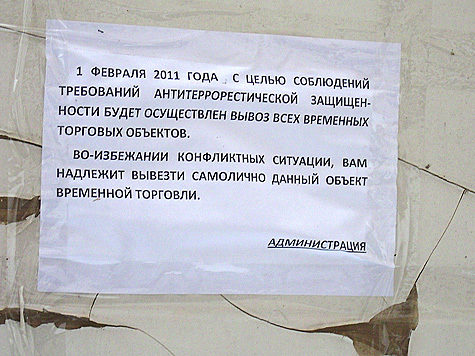 1 ФЕВРАЛЯ 2011 ГОДА С ЦЕЛЬЮ СОБЛЮДЕНИЙ
ТРЕБОВАНИЙ АНТИТЕРРОРЕСТИЧЕСКОЙ ЗАЩИЩЕН-
НОСТИ БУДЕТ ОСУЩЕСТВЛЕН ВЫВОЗ ВСЕХ ВРЕМЕННЫХ
ТОРГОВЫХ ОБЪЕКТОВ.
ВО-ИЗБЕЖАНИИ КОНФЛИКТНЫХ СИТУАЦИИ, ВАМ
НАДЛЕЖИТ ВЫВЕЗТИ САМОЛИЧНО ДАННЫЙ ОБЪЕКТ
ВРЕМЕННОЙ ТОРГОВЛИ.
АДМИНИСТРАЦИЯ